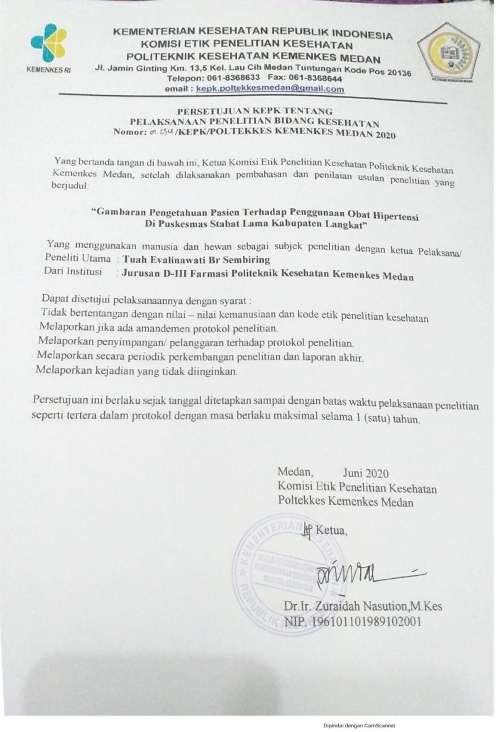 KEMENTERIAN KESEHATAN REPUBLIK INDONESIA
KOMISI ETIK PENELITIAN KESEHATAN
POLITEKNIK KESEHATAN KEMENKES MEDAN
KEMENKES RI
Jl. Jamin Ginting Km. 13,5 Kel. Lau Cih Medan Tuntungan Kode Pos 20136
Telepon: 061-8368633 Fax: 061-8368644
email : kepk.poltekkesmedan@gmail.com
PERSETUJUAN KEPK TENTANG
PELAKSANAAN PENELITIAN BIDANG KESEHATAN
Nomor: /KEPK/POLTEKKES KEMENKES MEDAN 2020
Yang bertanda tangan di bawah ini, Ketua Komisi Etik Penelitian Kesehatan Politeknik Kesehatan
Kemenkes Medan, setelah dilaksanakan pembahasan dan penilaian usulan penelitian yang
berjudul:
“Gambaran Pengetahuan Pasien Terhadap Penggunaan Obat Hipertensi
Di Puskesmas Stabat Lama Kabupaten Langkat”
Yang menggunakan manusia dan hewan sebagai subjek penelitian dengan ketua Pelaksana/
Peneliti Utama : Tuah Evalinawati Br Sembiring
Dari Institusi : Jurusan D-III Farmasi Politeknik Kesehatan Kemenkes Medan
Dapat disetujui pelaksanaannya dengan syarat :
Tidak bertentangan dengan nilai – nilai kemanusiaan dan kode etik penelitian kesehatan
Melaporkan jika ada amandemen protokol penelitian.
Melaporkan penyimpangan/ pelanggaran terhadap protokol penelitian.
Melaporkan secara periodik perkembangan penelitian dan laporan akhir.
Melaporkan kejadian yang tidak diinginkan.
Persetujuan ini berlaku sejak tanggal ditetapkan sampai dengan batas waktu pelaksanaan penelitian
seperti tertera dalam protokol dengan masa berlaku maksimal selama 1 (satu) tahun.
Medan, Juni 2020
Komisi Etik Penelitian Kesehatan
Poltekkes Kemenkes Medan
Ketua,
Dr.Ir. Zuraidah Nasution,M.Kes
NIP. 196101101989102001
Dipindai dengan CamScanner